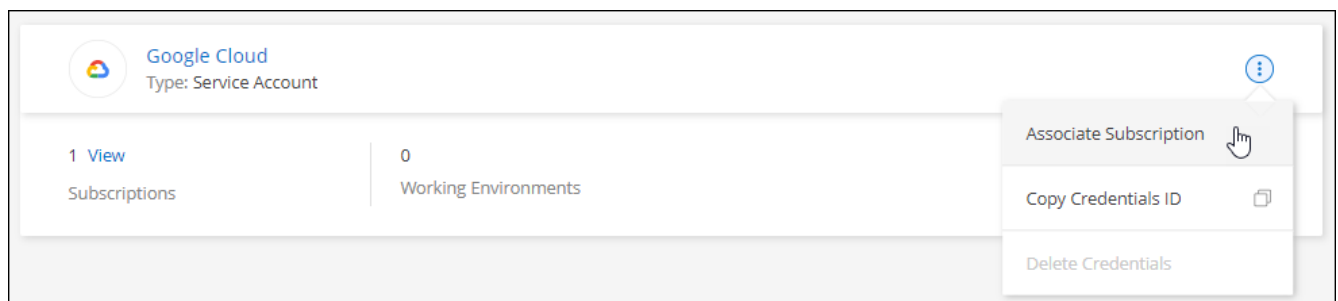 Google Cloud
Type: Service Account
Associate Subscription
1 View
0
Subscriptions
Working Environments
Copy Credentials ID
Delete Credentials